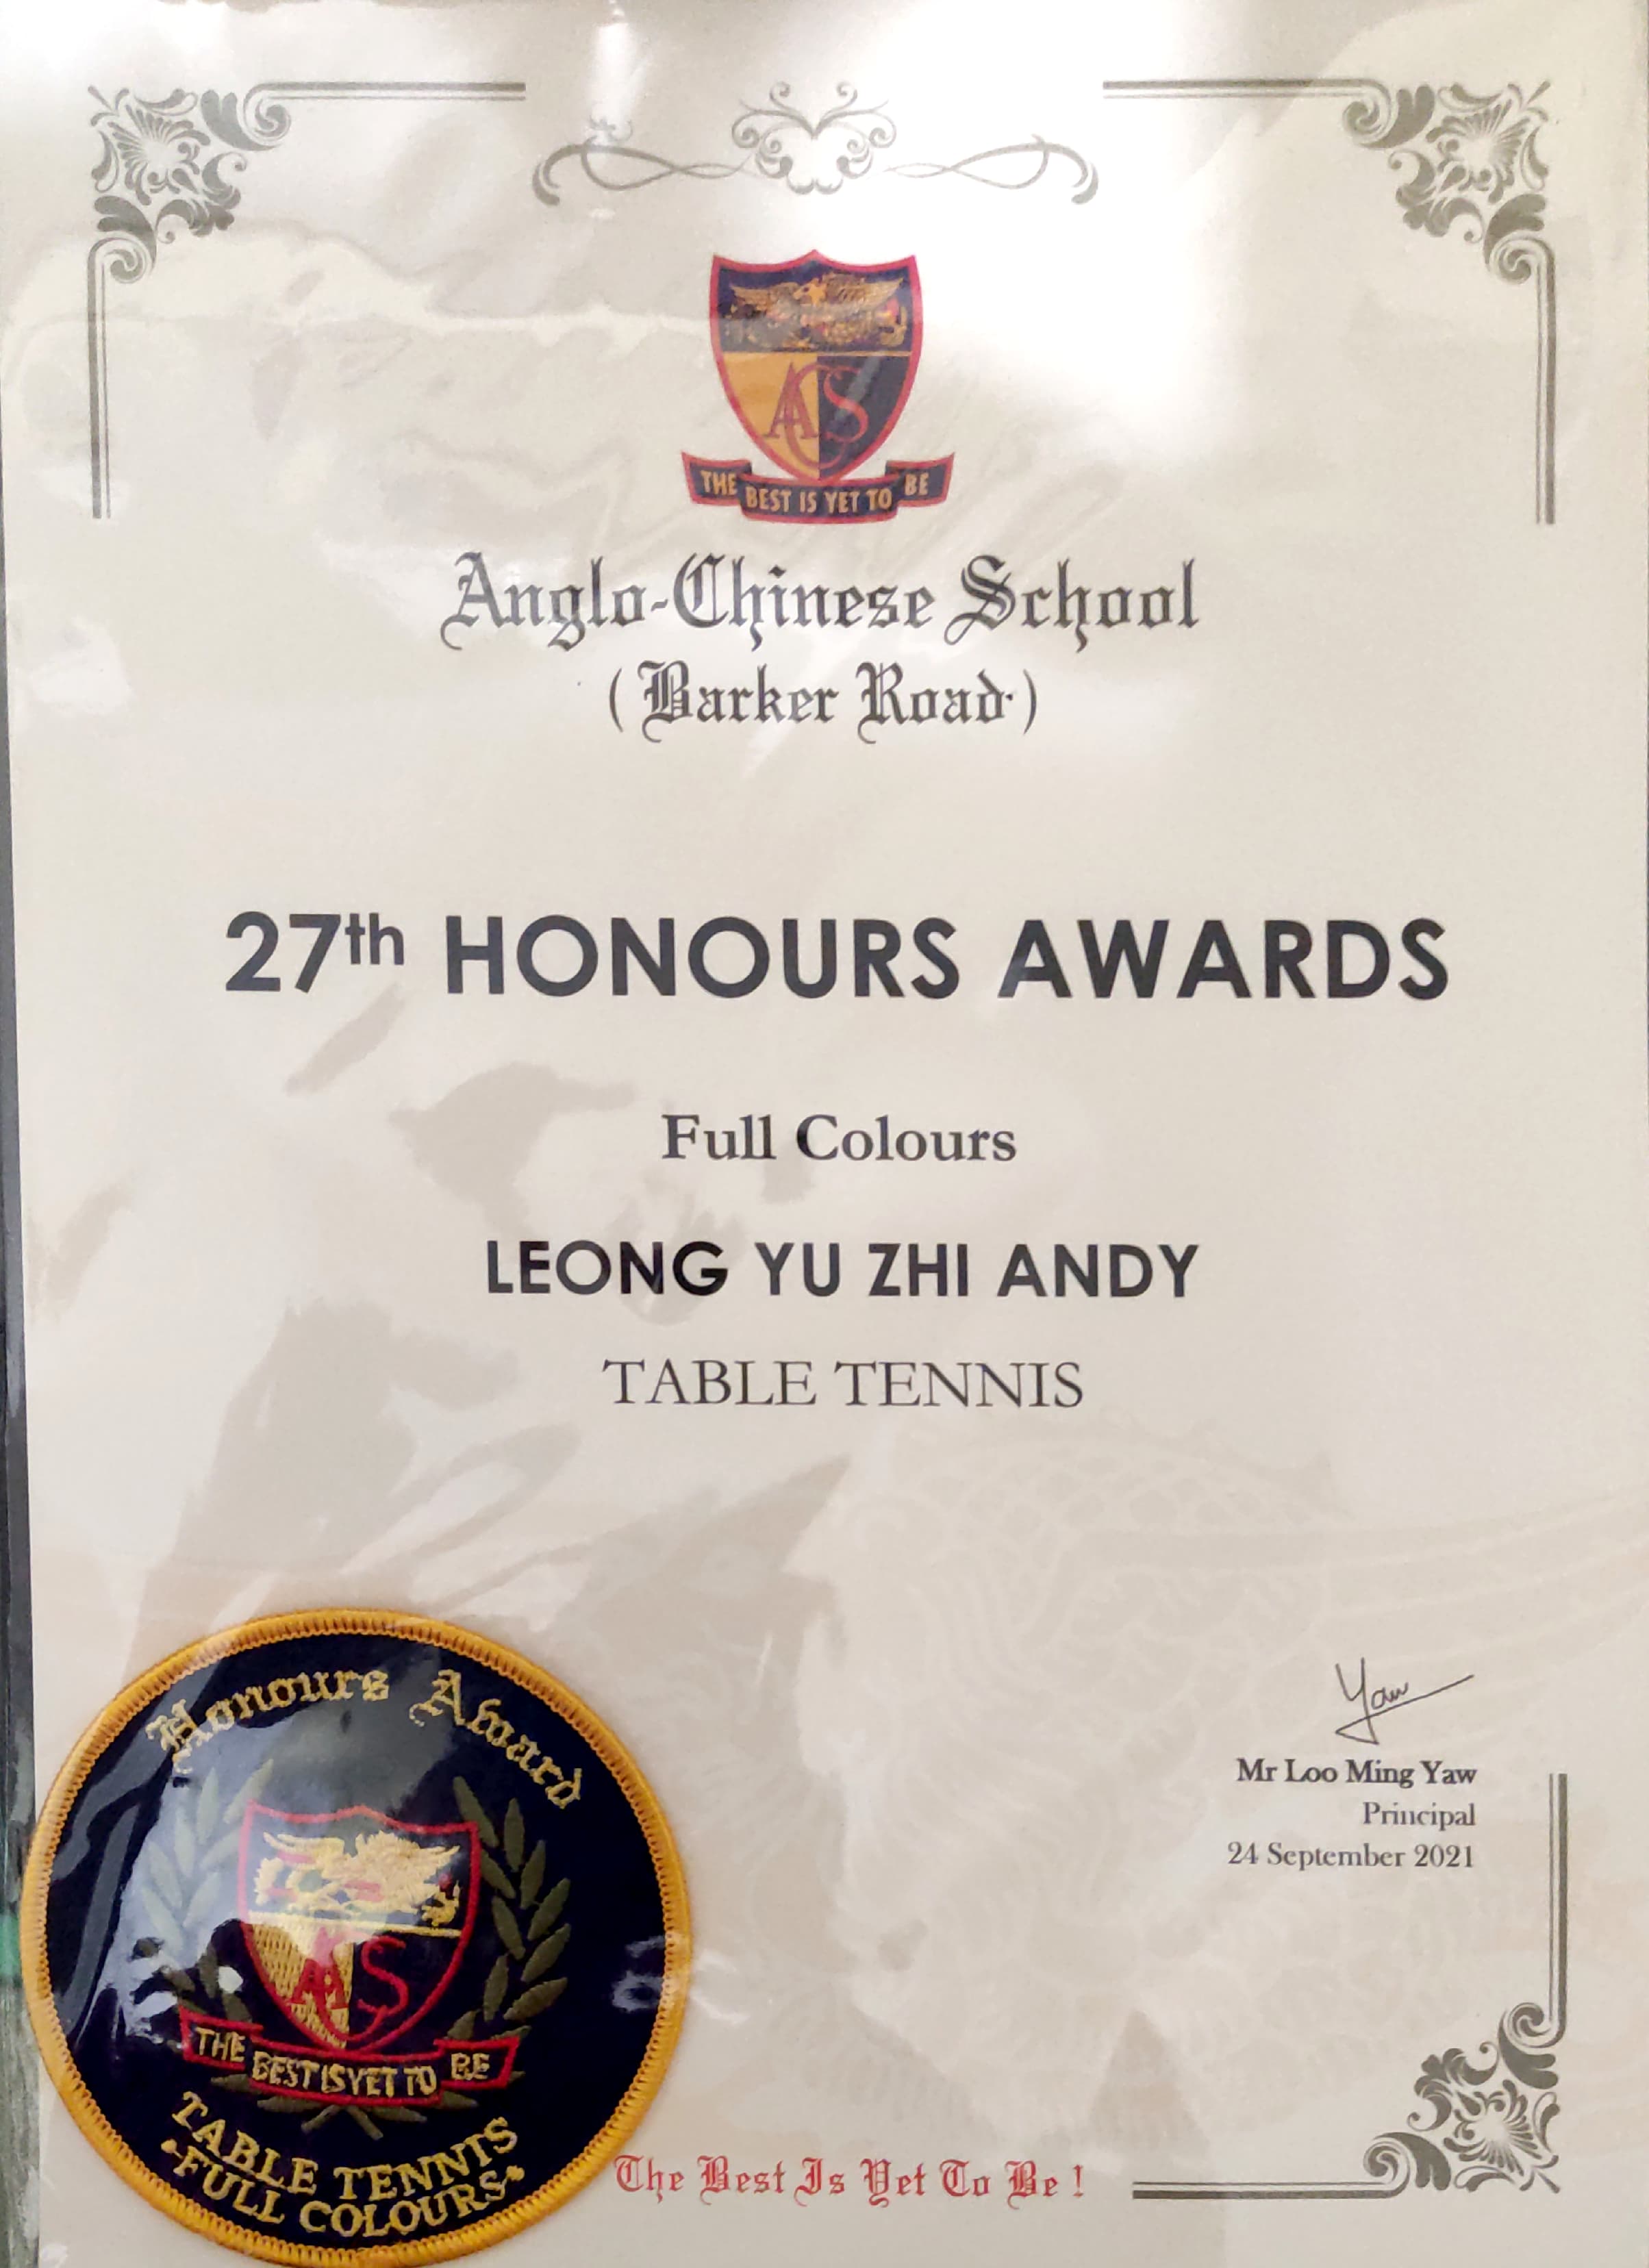 ACS
THE BEST IS YET TO BE
Anglo-Chinese School
(Barker Road)
27th HONOURS AWARDS
Full Colours
LEONG YU ZHI ANDY
TABLE TENNIS
Yaw
Mr Loo Ming Yaw
Principal
24 September 2021
Honours Award
ACS
THE BEST IS YET TO BE
TABLE TENNIS
•FULL COLOURS•
The Best Is Yet To Be !